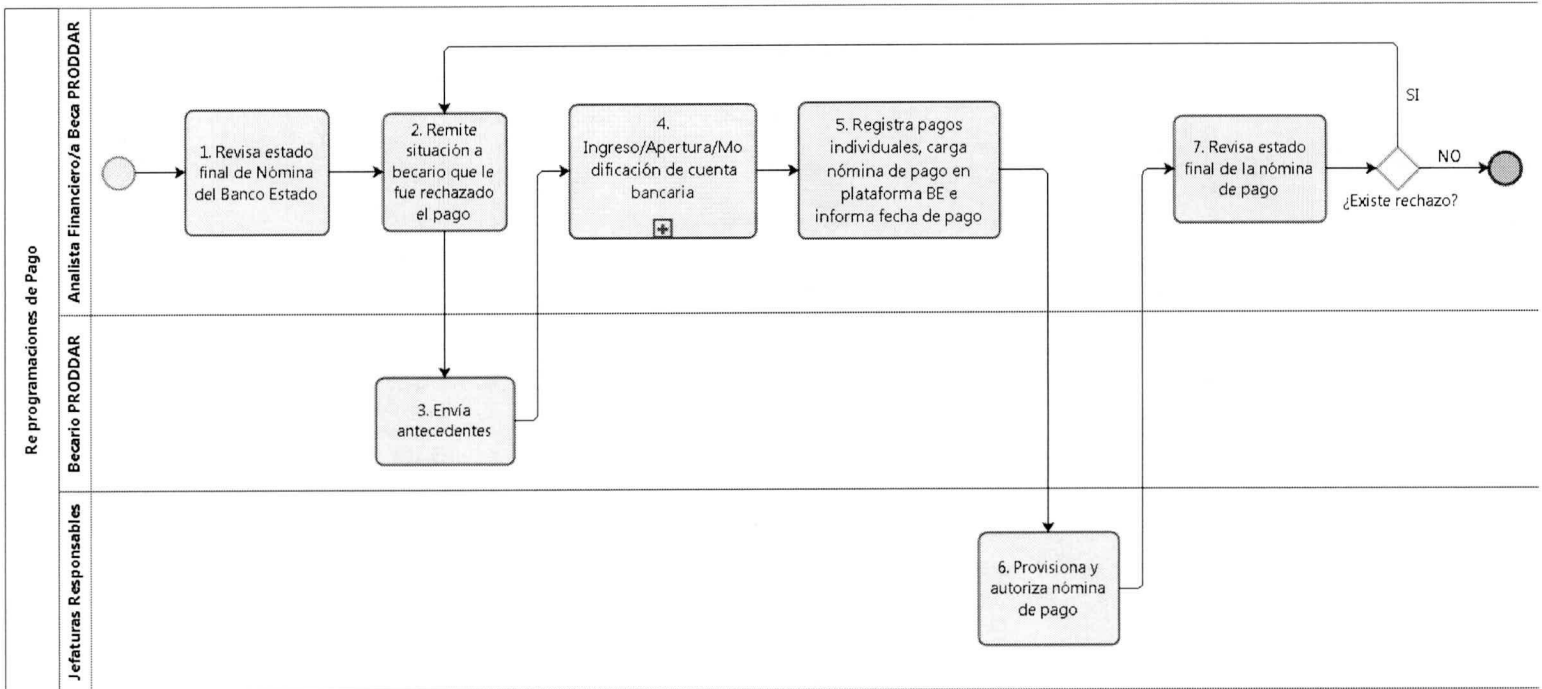 Reprogramaciones de Pago
Analista Financiero/a Beca PRODDAR
1. Revisa estado
final de Nómina
del Banco Estado
2. Remite
situación a
becario que le
fue rechazado
el pago
4.
Ingreso/Apertura/Mo
dificación de cuenta
bancaria
5. Registra pagos
individuales, carga
nómina de pago en
plataforma BE e
informa fecha de pago
7. Revisa estado
final de la nómina
de pago
SI
NO
¿Existe rechazo?
Becario PRODDAR
3. Envía
antecedentes
Jefaturas Responsables
6. Provisiona y
autoriza nómina
de pago